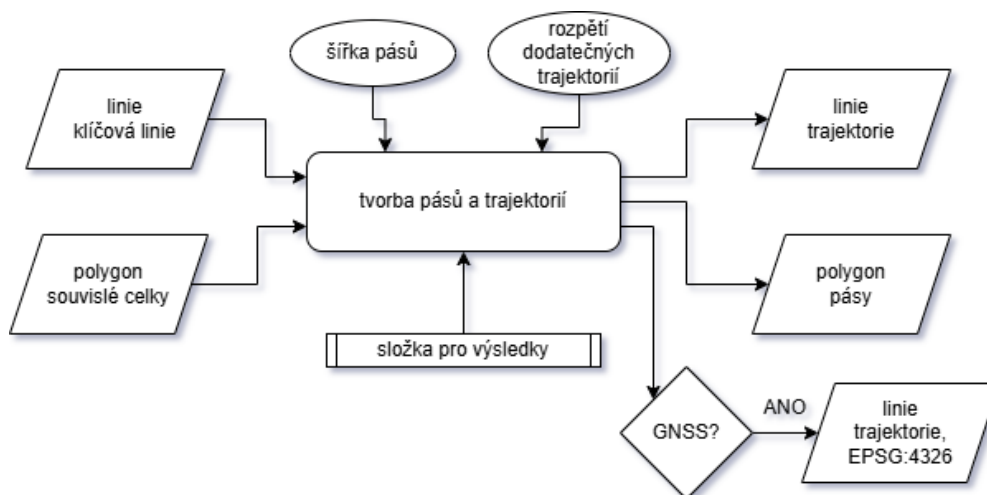 šířka pásů
rozpětí
dodatečných
trajektorií
linie
klíčová linie
linie
trajektorie
tvorba pásů a trajektorií
polygon
souvislé celky
polygon
pásy
složka pro výsledky
GNSS?
ANO
linie
trajektorie,
EPSG:4326